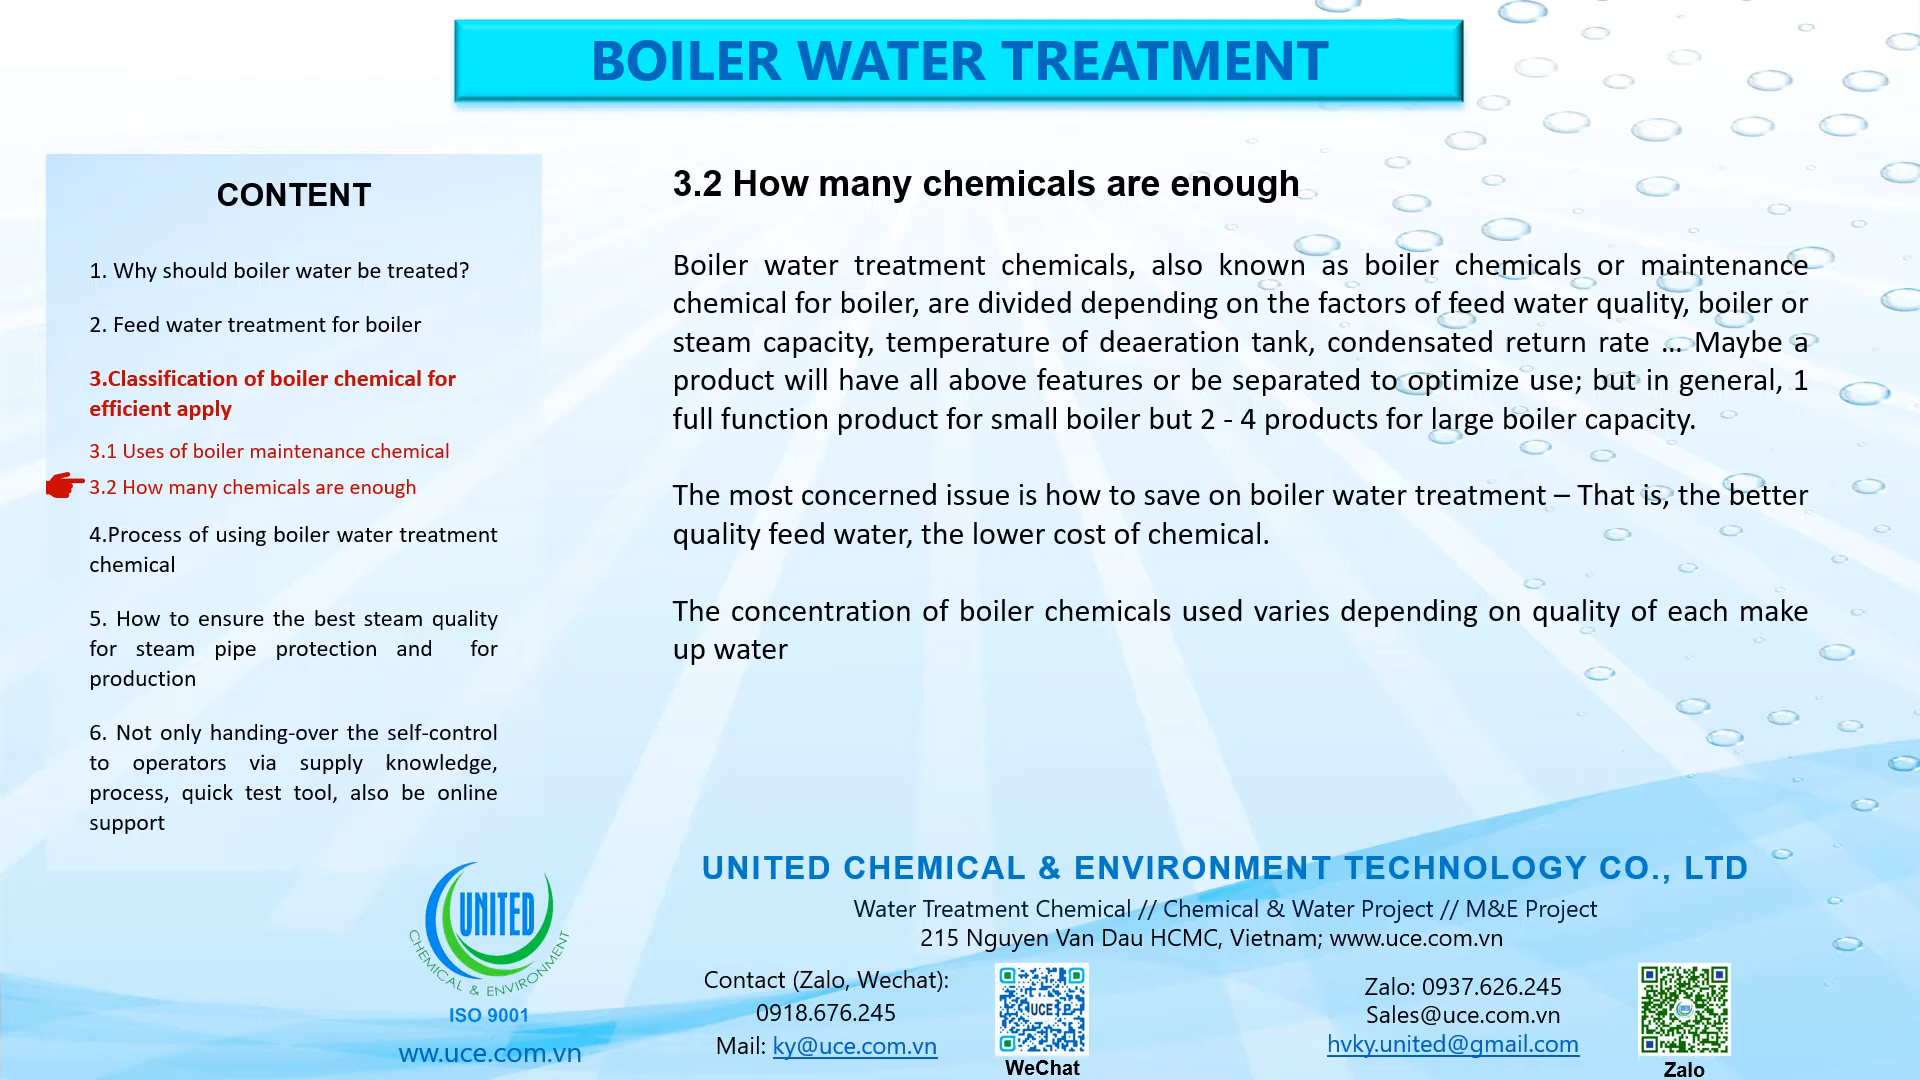 BOILER WATER TREATMENT
CONTENT
1. Why should boiler water be treated?
2. Feed water treatment for boiler
3.Classification of boiler chemical for
efficient apply
3.1 Uses of boiler maintenance chemical
3.2 How many chemicals are enough
4.Process of using boiler water treatment
chemical
5. How to ensure the best steam quality
for steam pipe protection and for
production
6. Not only handing-over the self-control
to operators via supply knowledge,
process, quick test tool, also be online
support
3.2 How many chemicals are enough
Boiler water treatment chemicals, also known as boiler chemicals or maintenance
chemical for boiler, are divided depending on the factors of feed water quality, boiler or
steam capacity, temperature of deaeration tank, condensated return rate ... Maybe a
product will have all above features or be separated to optimize use; but in general, 1
full function product for small boiler but 2 - 4 products for large boiler capacity.
The most concerned issue is how to save on boiler water treatment – That is, the better
quality feed water, the lower cost of chemical.
The concentration of boiler chemicals used varies depending on quality of each make
up water
UNITED
CHEMICAL & ENVIRONMENT
ISO 9001
ww.uce.com.vn
UNITED CHEMICAL & ENVIRONMENT TECHNOLOGY CO., LTD
Water Treatment Chemical // Chemical & Water Project // M&E Project
215 Nguyen Van Dau HCMC, Vietnam; www.uce.com.vn
Contact (Zalo, Wechat):
0918.676.245
Mail: ky@uce.com.vn
UCE
WeChat
Zalo: 0937.626.245
Sales@uce.com.vn
hvky.united@gmail.com
Zalo